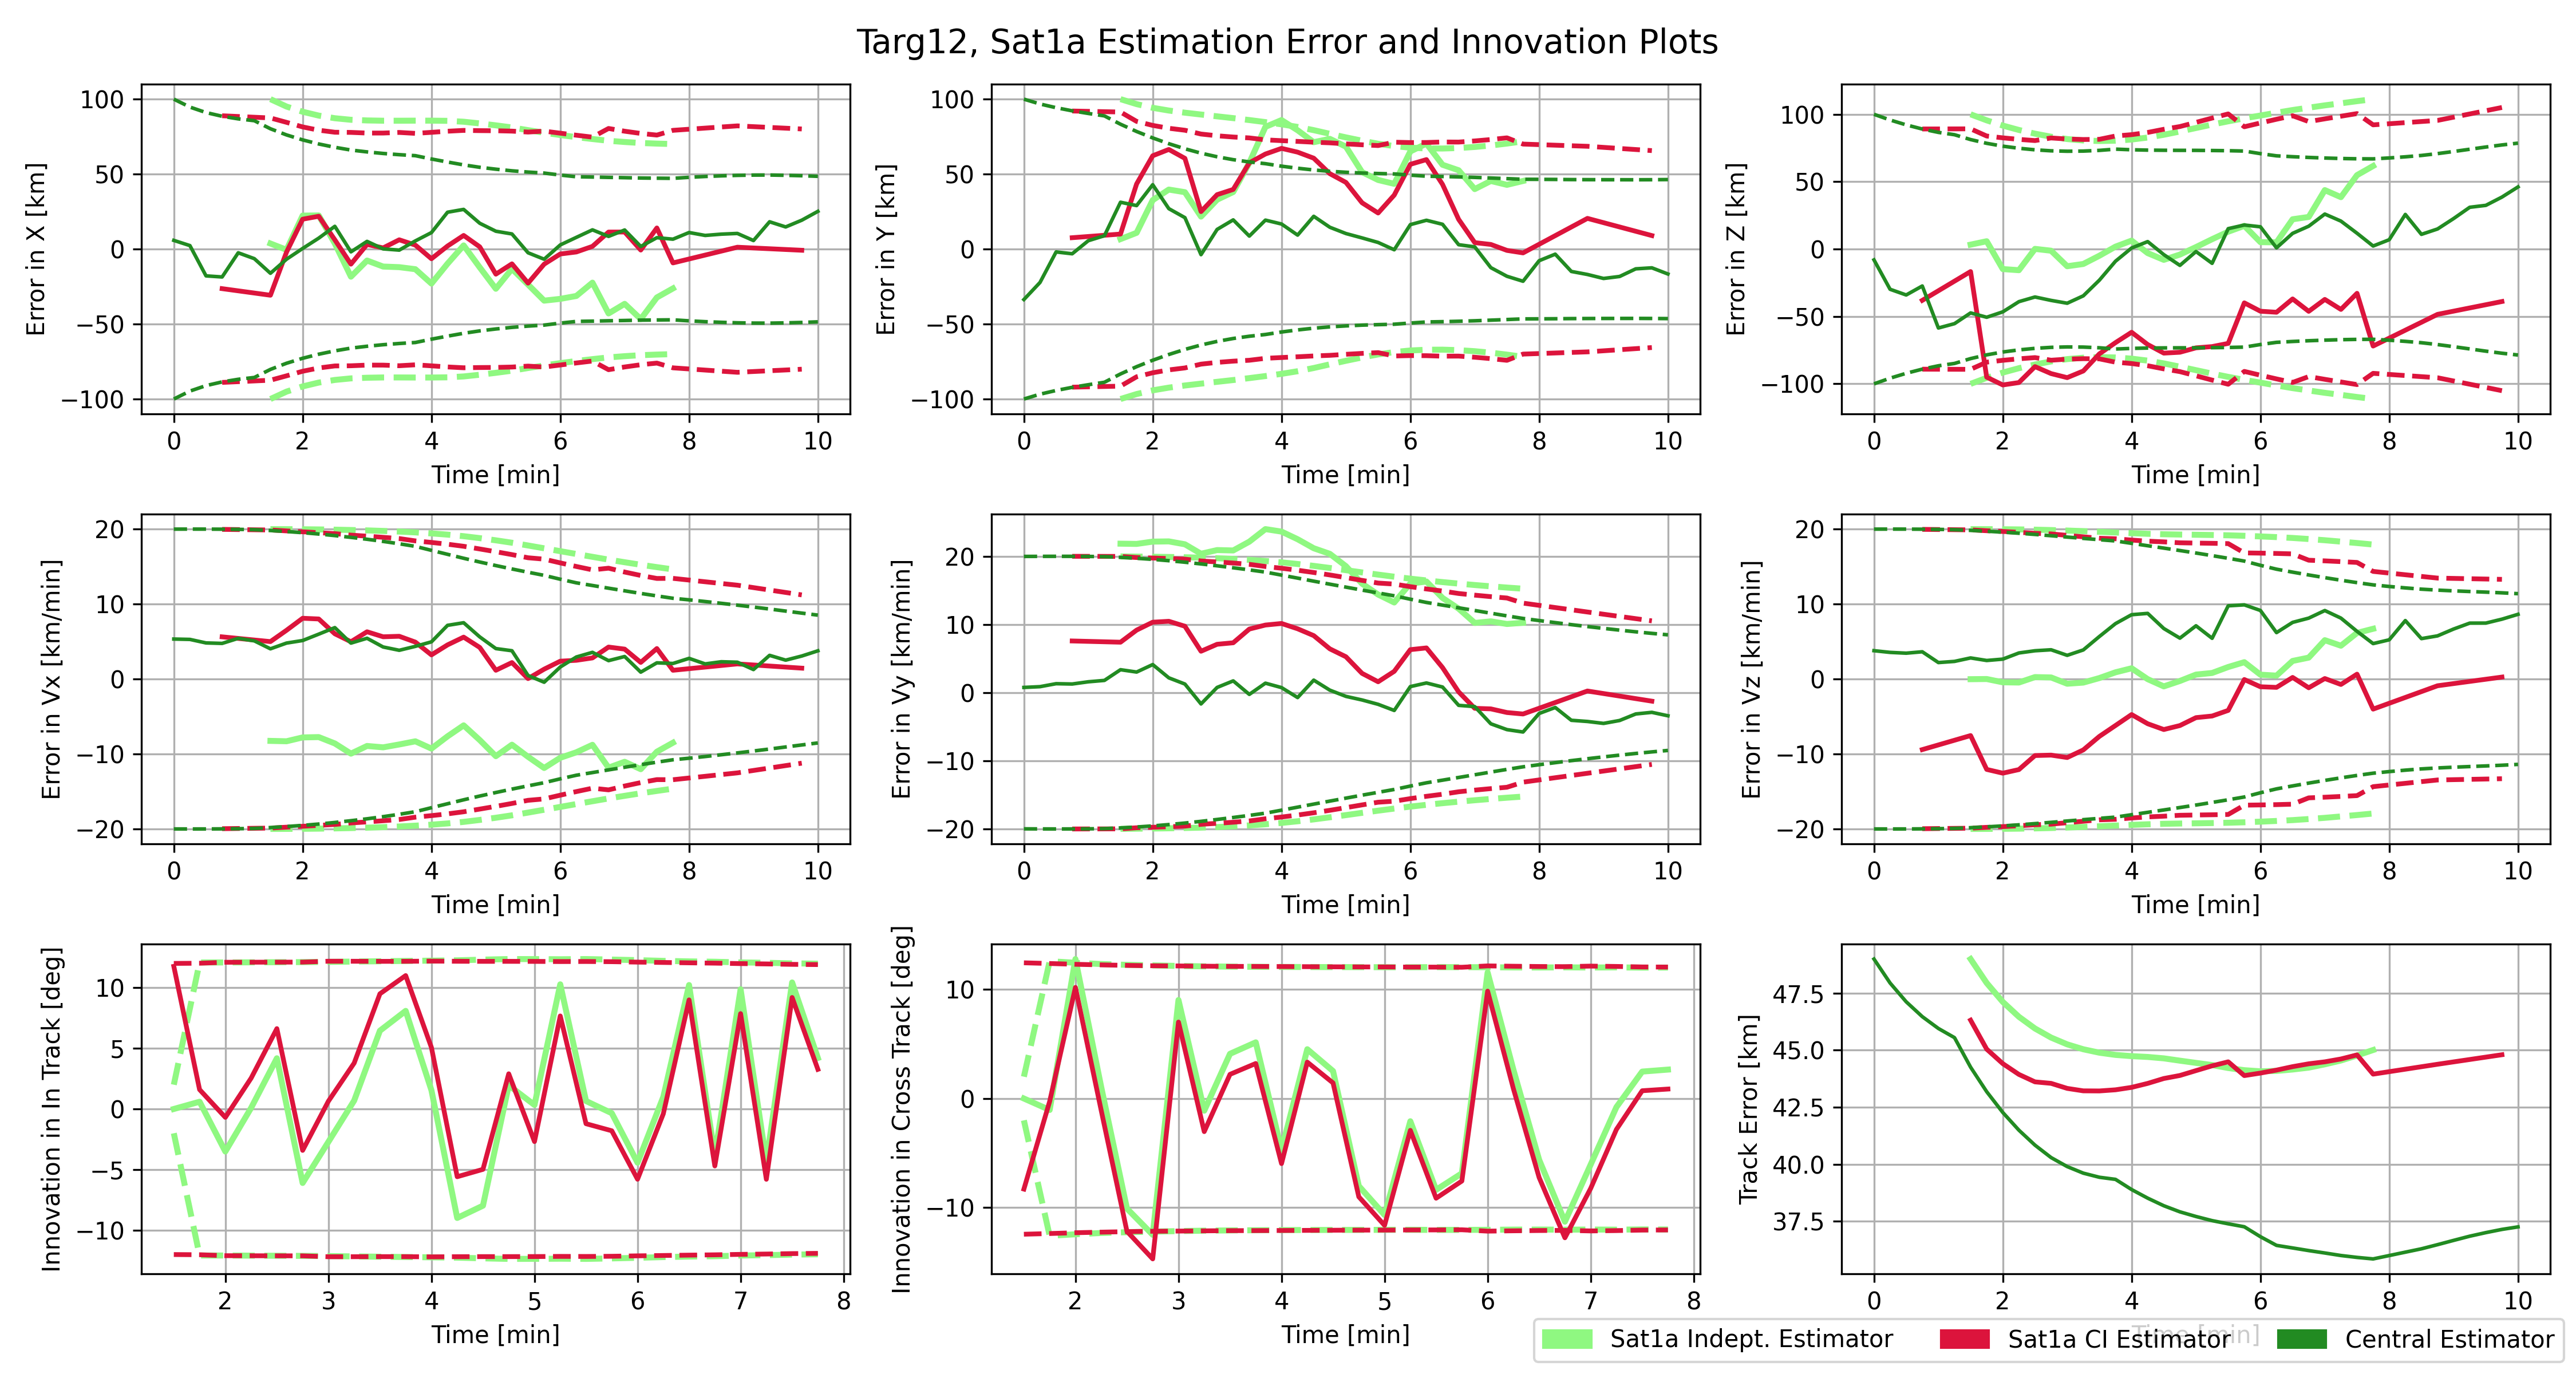 Targ12, Sat1a Estimation Error and Innovation Plots
Error in X [km]
100
50
0
−50
−100
0 2 4 6 8 10
Time [min]
Error in Y [km]
100
50
0
−50
−100
0 2 4 6 8 10
Time [min]
Error in Z [km]
100
50
0
−50
−100
0 2 4 6 8 10
Time [min]
Error in Vx [km/min]
20
10
0
−10
−20
0 2 4 6 8 10
Time [min]
Error in Vy [km/min]
20
10
0
−10
−20
0 2 4 6 8 10
Time [min]
Error in Vz [km/min]
20
10
0
−10
−20
0 2 4 6 8 10
Time [min]
Innovation in In Track [deg]
10
5
0
−5
−10
2 3 4 5 6 7 8
Time [min]
Innovation in Cross Track [deg]
10
0
−10
2 3 4 5 6 7 8
Time [min]
Track Error [km]
47.5
45.0
42.5
40.0
37.5
0 2 4 6 8 10
Time [min]
Sat1a Indept. Estimator Sat1a CI Estimator Central Estimator